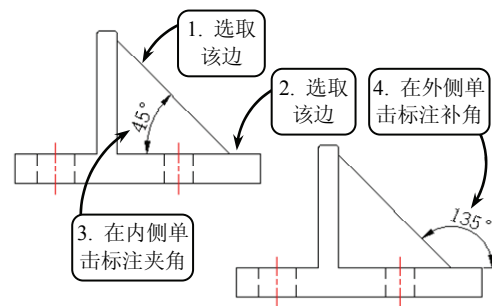 1. 选取
该边
2. 选取
该边
4. 在外侧单
击标注补角
45°
3. 在内侧单
击标注夹角
135°